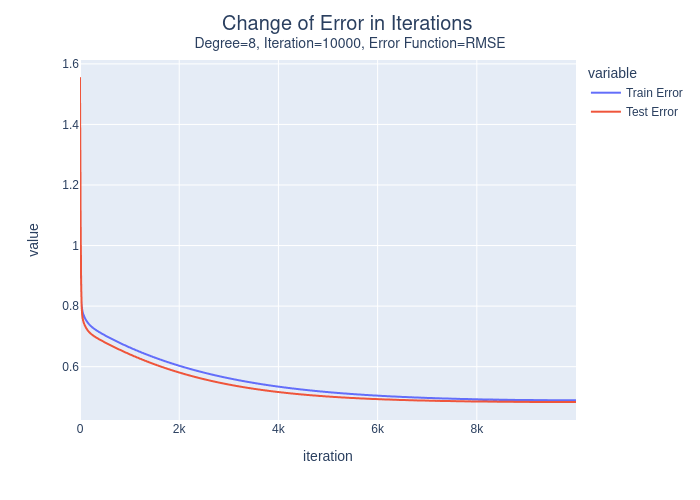 Change of Error in Iterations
Degree=8, Iteration=10000, Error Function=RMSE
variable
Train Error
Test Error
value
1.6
1.4
1.2
1
0.8
0.6
0
2k
4k
6k
8k
iteration